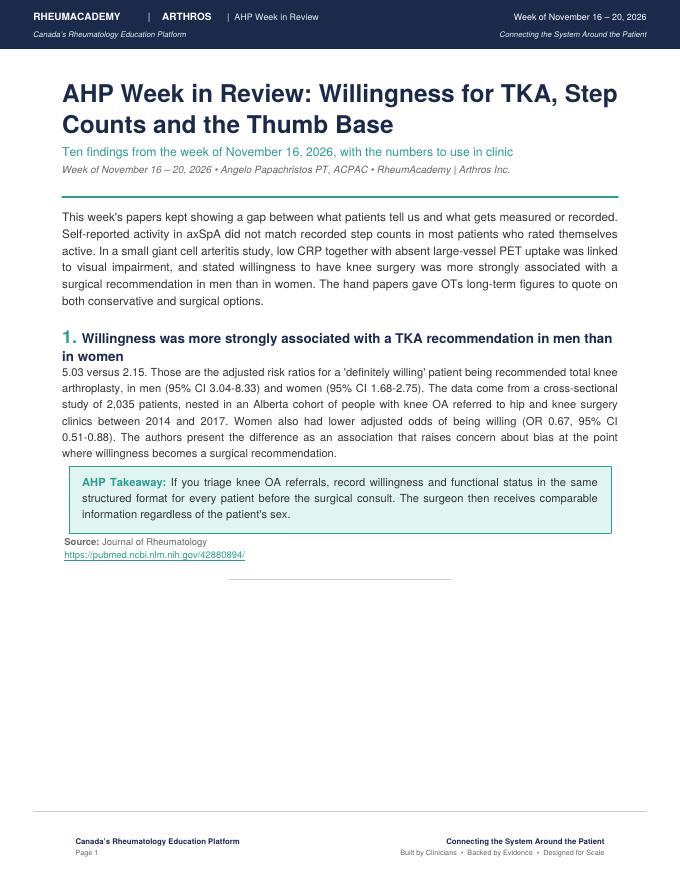 RHEUMACADEMY | ARTHROS | AHP Week in Review Week of November 16 – 20, 2026
Canada's Rheumatology Education Platform Connecting the System Around the Patient
AHP Week in Review: Willingness for TKA, Step
Counts and the Thumb Base
Ten findings from the week of November 16, 2026, with the numbers to use in clinic
Week of November 16 – 20, 2026 • Angelo Papachristos PT, ACPAC • RheumAcademy | Arthros Inc.
This week's papers kept showing a gap between what patients tell us and what gets measured or recorded.
Self-reported activity in axSpA did not match recorded step counts in most patients who rated themselves
active. In a small giant cell arteritis study, low CRP together with absent large-vessel PET uptake was linked
to visual impairment, and stated willingness to have knee surgery was more strongly associated with a
surgical recommendation in men than in women. The hand papers gave OTs long-term figures to quote on
both conservative and surgical options.
1. Willingness was more strongly associated with a TKA recommendation in men than
in women
5.03 versus 2.15. Those are the adjusted risk ratios for a 'definitely willing' patient being recommended total knee
arthroplasty, in men (95% CI 3.04-8.33) and women (95% CI 1.68-2.75). The data come from a cross-sectional
study of 2,035 patients, nested in an Alberta cohort of people with knee OA referred to hip and knee surgery
clinics between 2014 and 2017. Women also had lower adjusted odds of being willing (OR 0.67, 95% CI
0.51-0.88). The authors present the difference as an association that raises concern about bias at the point
where willingness becomes a surgical recommendation.
AHP Takeaway: If you triage knee OA referrals, record willingness and functional status in the same
structured format for every patient before the surgical consult. The surgeon then receives comparable
information regardless of the patient's sex.
Source: Journal of Rheumatology
https://pubmed.ncbi.nlm.nih.gov/42880894/
Canada's Rheumatology Education Platform Connecting the System Around the Patient
Page 1 Built by Clinicians • Backed by Evidence • Designed for Scale